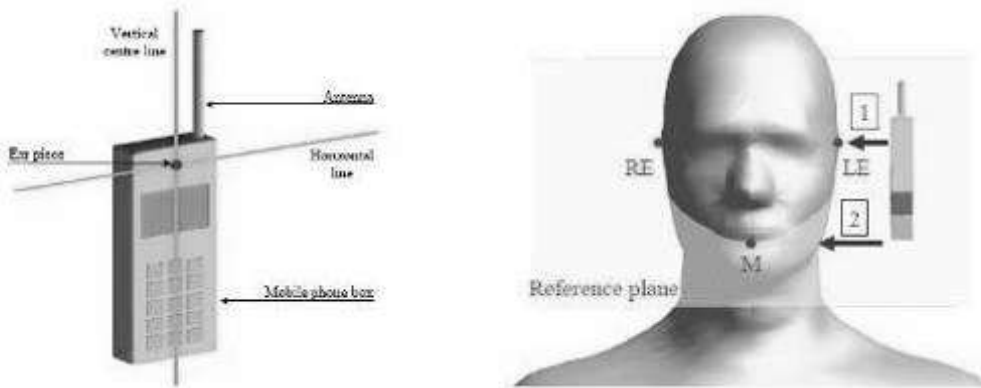 Vertical
centre line
Antenna
Ear piece
Horizontal
line
Mobile phone box
1
RE
LE
2
M
Reference plane